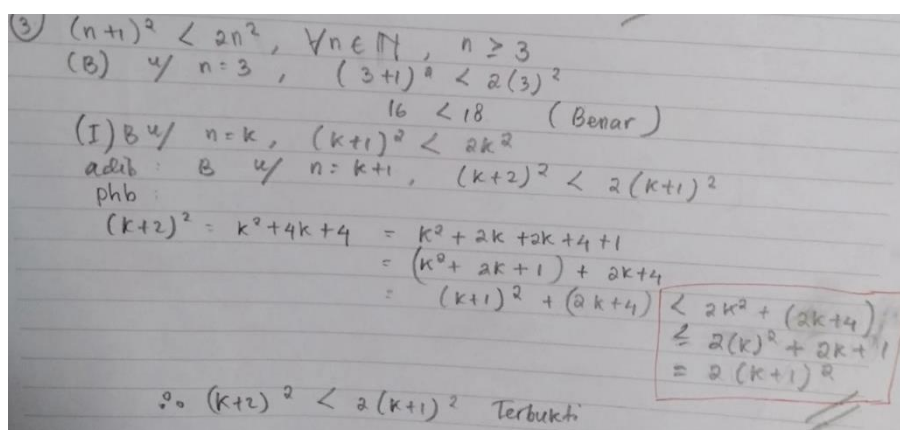 ③ (n+1)² < 2n², ∀n ∈ ℕ, n ≥ 3
(B) u/ n=3, (3+1)² < 2(3)²
16 < 18 (Benar)
(I) B u/ n=k, (k+1)² < 2k²
adib : B u/ n=k+1, (k+2)² < 2(k+1)²
phb :
(k+2)² = k²+4k+4 = k² + 2k +2k +4 +1
= (k²+ 2k+1) + 2k+4
= (k+1)² + (2k+4) < 2k² + (2k+4)
≤ 2(k)² + 2k + 1
= 2(k+1)²
∴ (k+2)² < 2(k+1)² Terbukti //